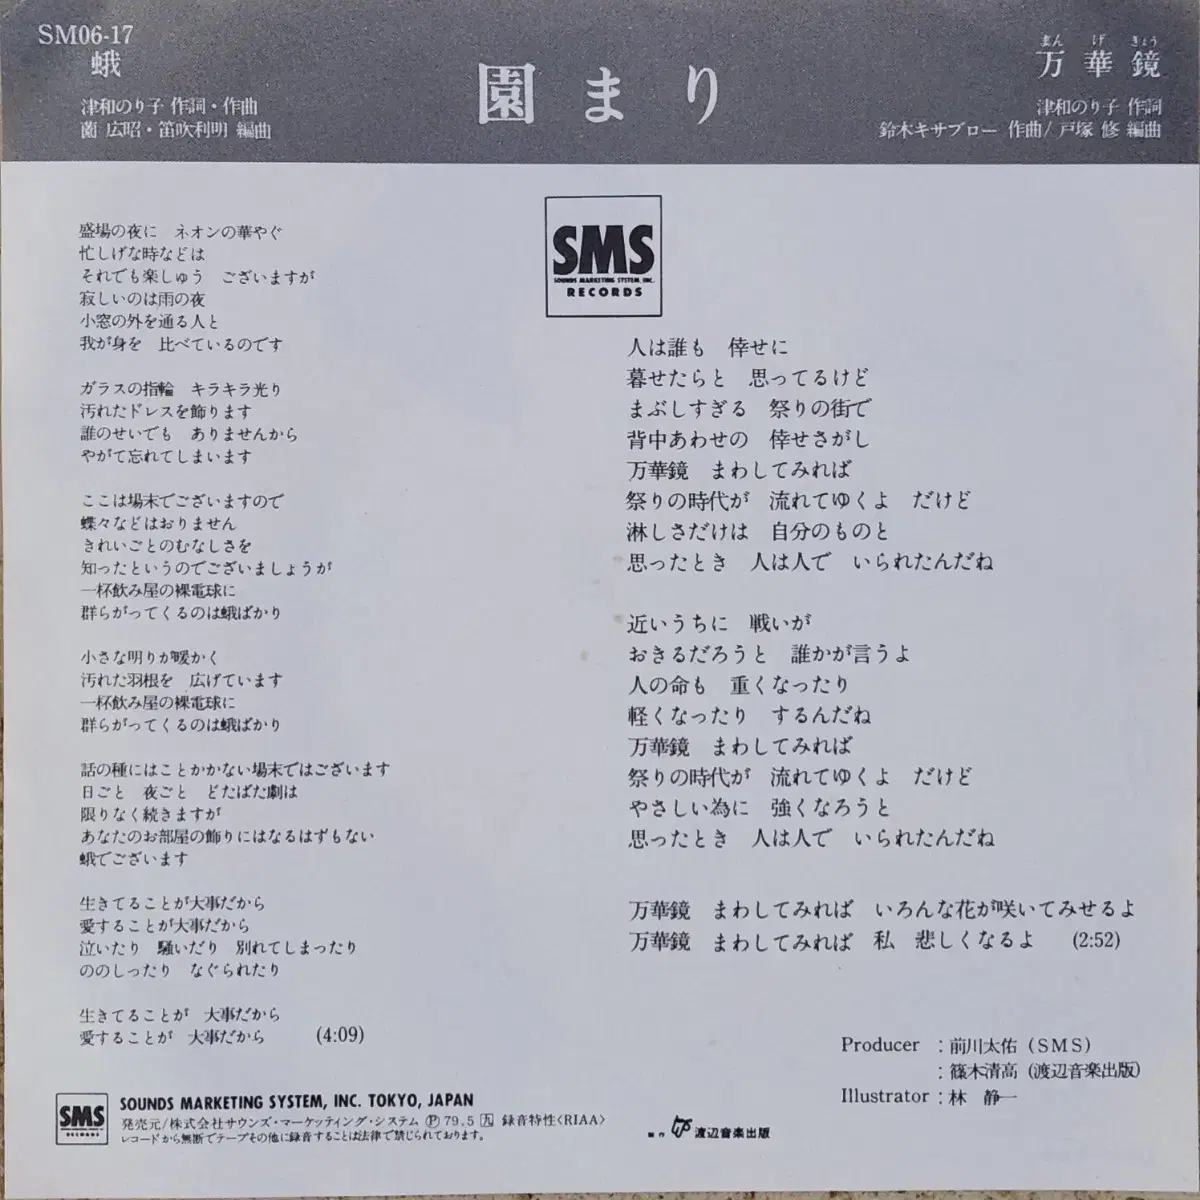 SM06-17
蛾
津和のり子 作詞・作曲
蘭 広昭・笛吹利明 編曲
園まり
まんげきょう
万華鏡
津和のり子 作詞
鈴木キサブロー 作曲/戸塚 修 編曲
盛場の夜に ネオンの華やぐ
忙しげな時などは
それでも楽しゅう ございますが
寂しいのは雨の夜
小窓の外を通る人と
我が身を 比べているのです
ガラスの指輪 キラキラ光り
汚れたドレスを飾ります
誰のせいでも ありませんから
やがて忘れてしまいます
ここは場末でございますので
蝶々などはおりません
きれいごとのむなしさを
知ったというのでございましょうが
一杯飲み屋の裸電球に
群らがってくるのは蛾ばかり
小さな明りが暖かく
汚れた羽根を 広げています
一杯飲み屋の裸電球に
群らがってくるのは蛾ばかり
話の種にはことかかない場末ではございます
日ごと 夜ごと どたばた劇は
限りなく続きますが
あなたのお部屋の飾りにはなるはずもない
蛾でございます
生きてることが大事だから
愛することが大事だから
泣いたり 騒いだり 別れてしまったり
ののしったり なぐられたり
生きてることが 大事だから
愛することが 大事だから (4:09)
SMS
SOUNDS MARKETING SYSTEM, INC.
RECORDS
人は誰も 倖せに
暮せたらと 思ってるけど
まぶしすぎる 祭りの街で
背中あわせの 倖せさがし
万華鏡 まわしてみれば
祭りの時代が 流れてゆくよ だけど
淋しさだけは 自分のものと
思ったとき 人は人で いられたんだね
近いうちに 戦いが
おきるだろうと 誰かが言うよ
人の命も 重くなったり
軽くなったり するんだね
万華鏡 まわしてみれば
祭りの時代が 流れてゆくよ だけど
やさしい為に 強くなろうと
思ったとき 人は人で いられたんだね
万華鏡 まわしてみれば いろんな花が咲いてみせるよ
万華鏡 まわしてみれば 私 悲しくなるよ (2:52)
Producer :前川太佑(SMS)
:篠木清高(渡辺音楽出版)
Illustrator:林 静一
SMS
RECORDS
SOUNDS MARKETING SYSTEM, INC. TOKYO, JAPAN
発売元/株式会社サウンズ・マーケッティング・システム Ⓟ79.5 九 録音特性<RIAA>
レコードから無断でテープその他に録音することは法律で禁じられております。
渡辺音楽出版